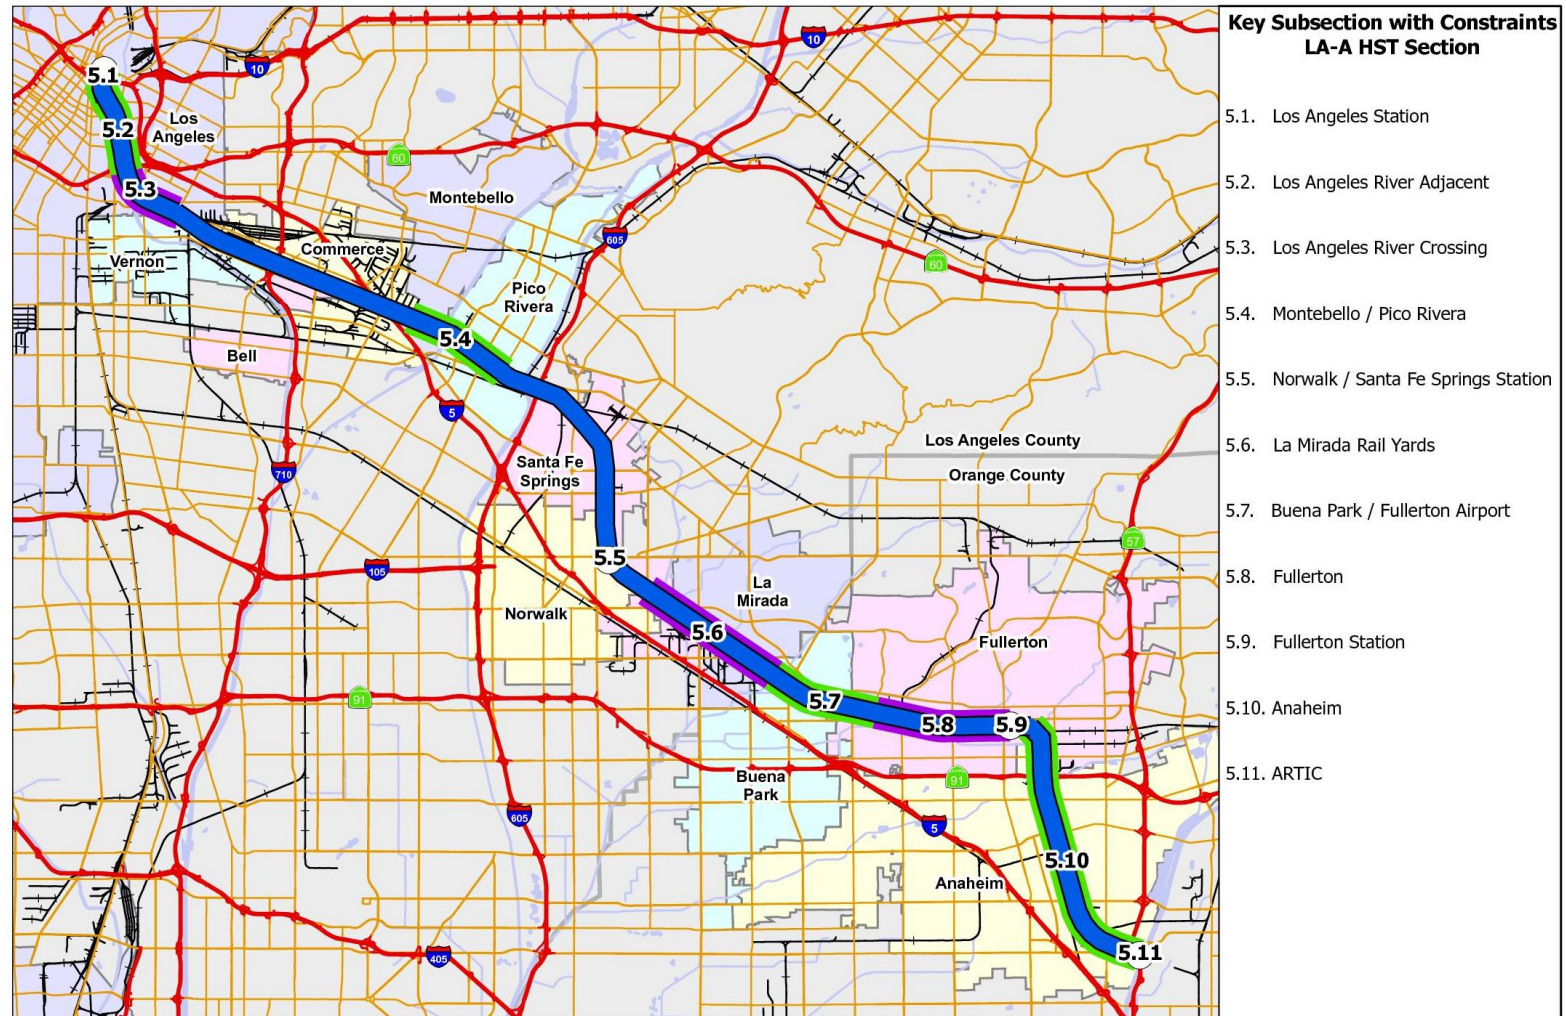 Key Subsection with Constraints
LA-A HST Section
5.1. Los Angeles Station
5.2. Los Angeles River Adjacent
5.3. Los Angeles River Crossing
5.4. Montebello / Pico Rivera
5.5. Norwalk / Santa Fe Springs Station
5.6. La Mirada Rail Yards
5.7. Buena Park / Fullerton Airport
5.8. Fullerton
5.9. Fullerton Station
5.10. Anaheim
5.11. ARTIC
10
10
5.1
Los
Angeles
5.2
60
5.3
Montebello
605
Vernon
Commerce
60
Pico
Rivera
5.4
Bell
5
Los Angeles County
Orange County
710
Santa Fe
Springs
57
5.5
105
La
Mirada
Norwalk
5.6
Fullerton
91
5.7
5.8
5.9
Buena
Park
91
605
5
5.10
Anaheim
405
5.11